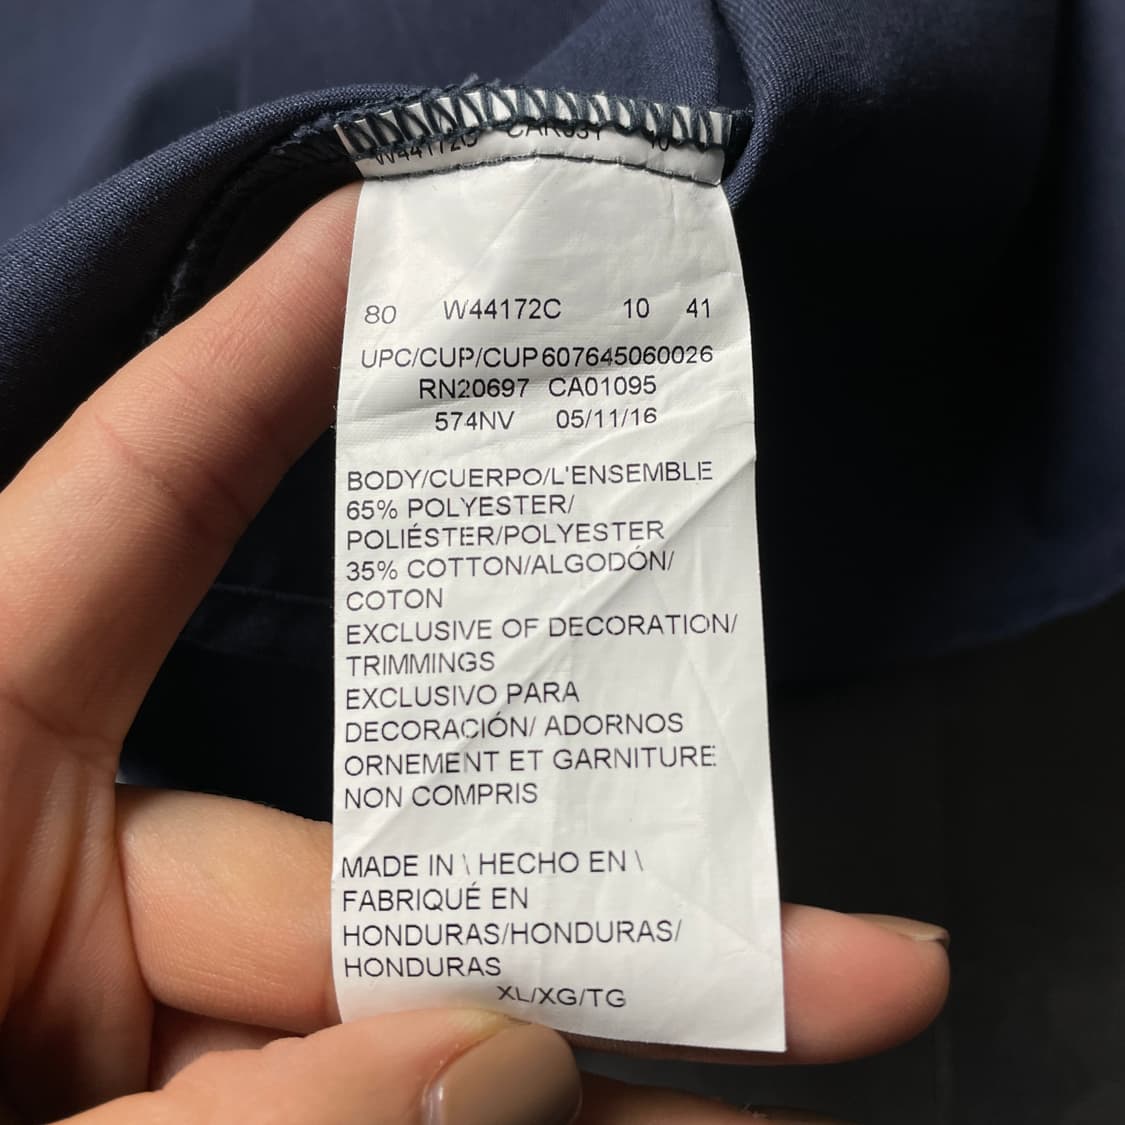 W44172C
80 W44172C 10 41
UPC/CUP/CUP 607645060026
RN20697 CA01095
574NV 05/11/16
BODY/CUERPO/L'ENSEMBLE
65% POLYESTER/
POLIÉSTER/POLYESTER
35% COTTON/ALGODÓN/
COTON
EXCLUSIVE OF DECORATION/
TRIMMINGS
EXCLUSIVO PARA
DECORACIÓN/ ADORNOS
ORNEMENT ET GARNITURE
NON COMPRIS
MADE IN \ HECHO EN \
FABRIQUÉ EN
HONDURAS/HONDURAS/
HONDURAS
XL/XG/TG